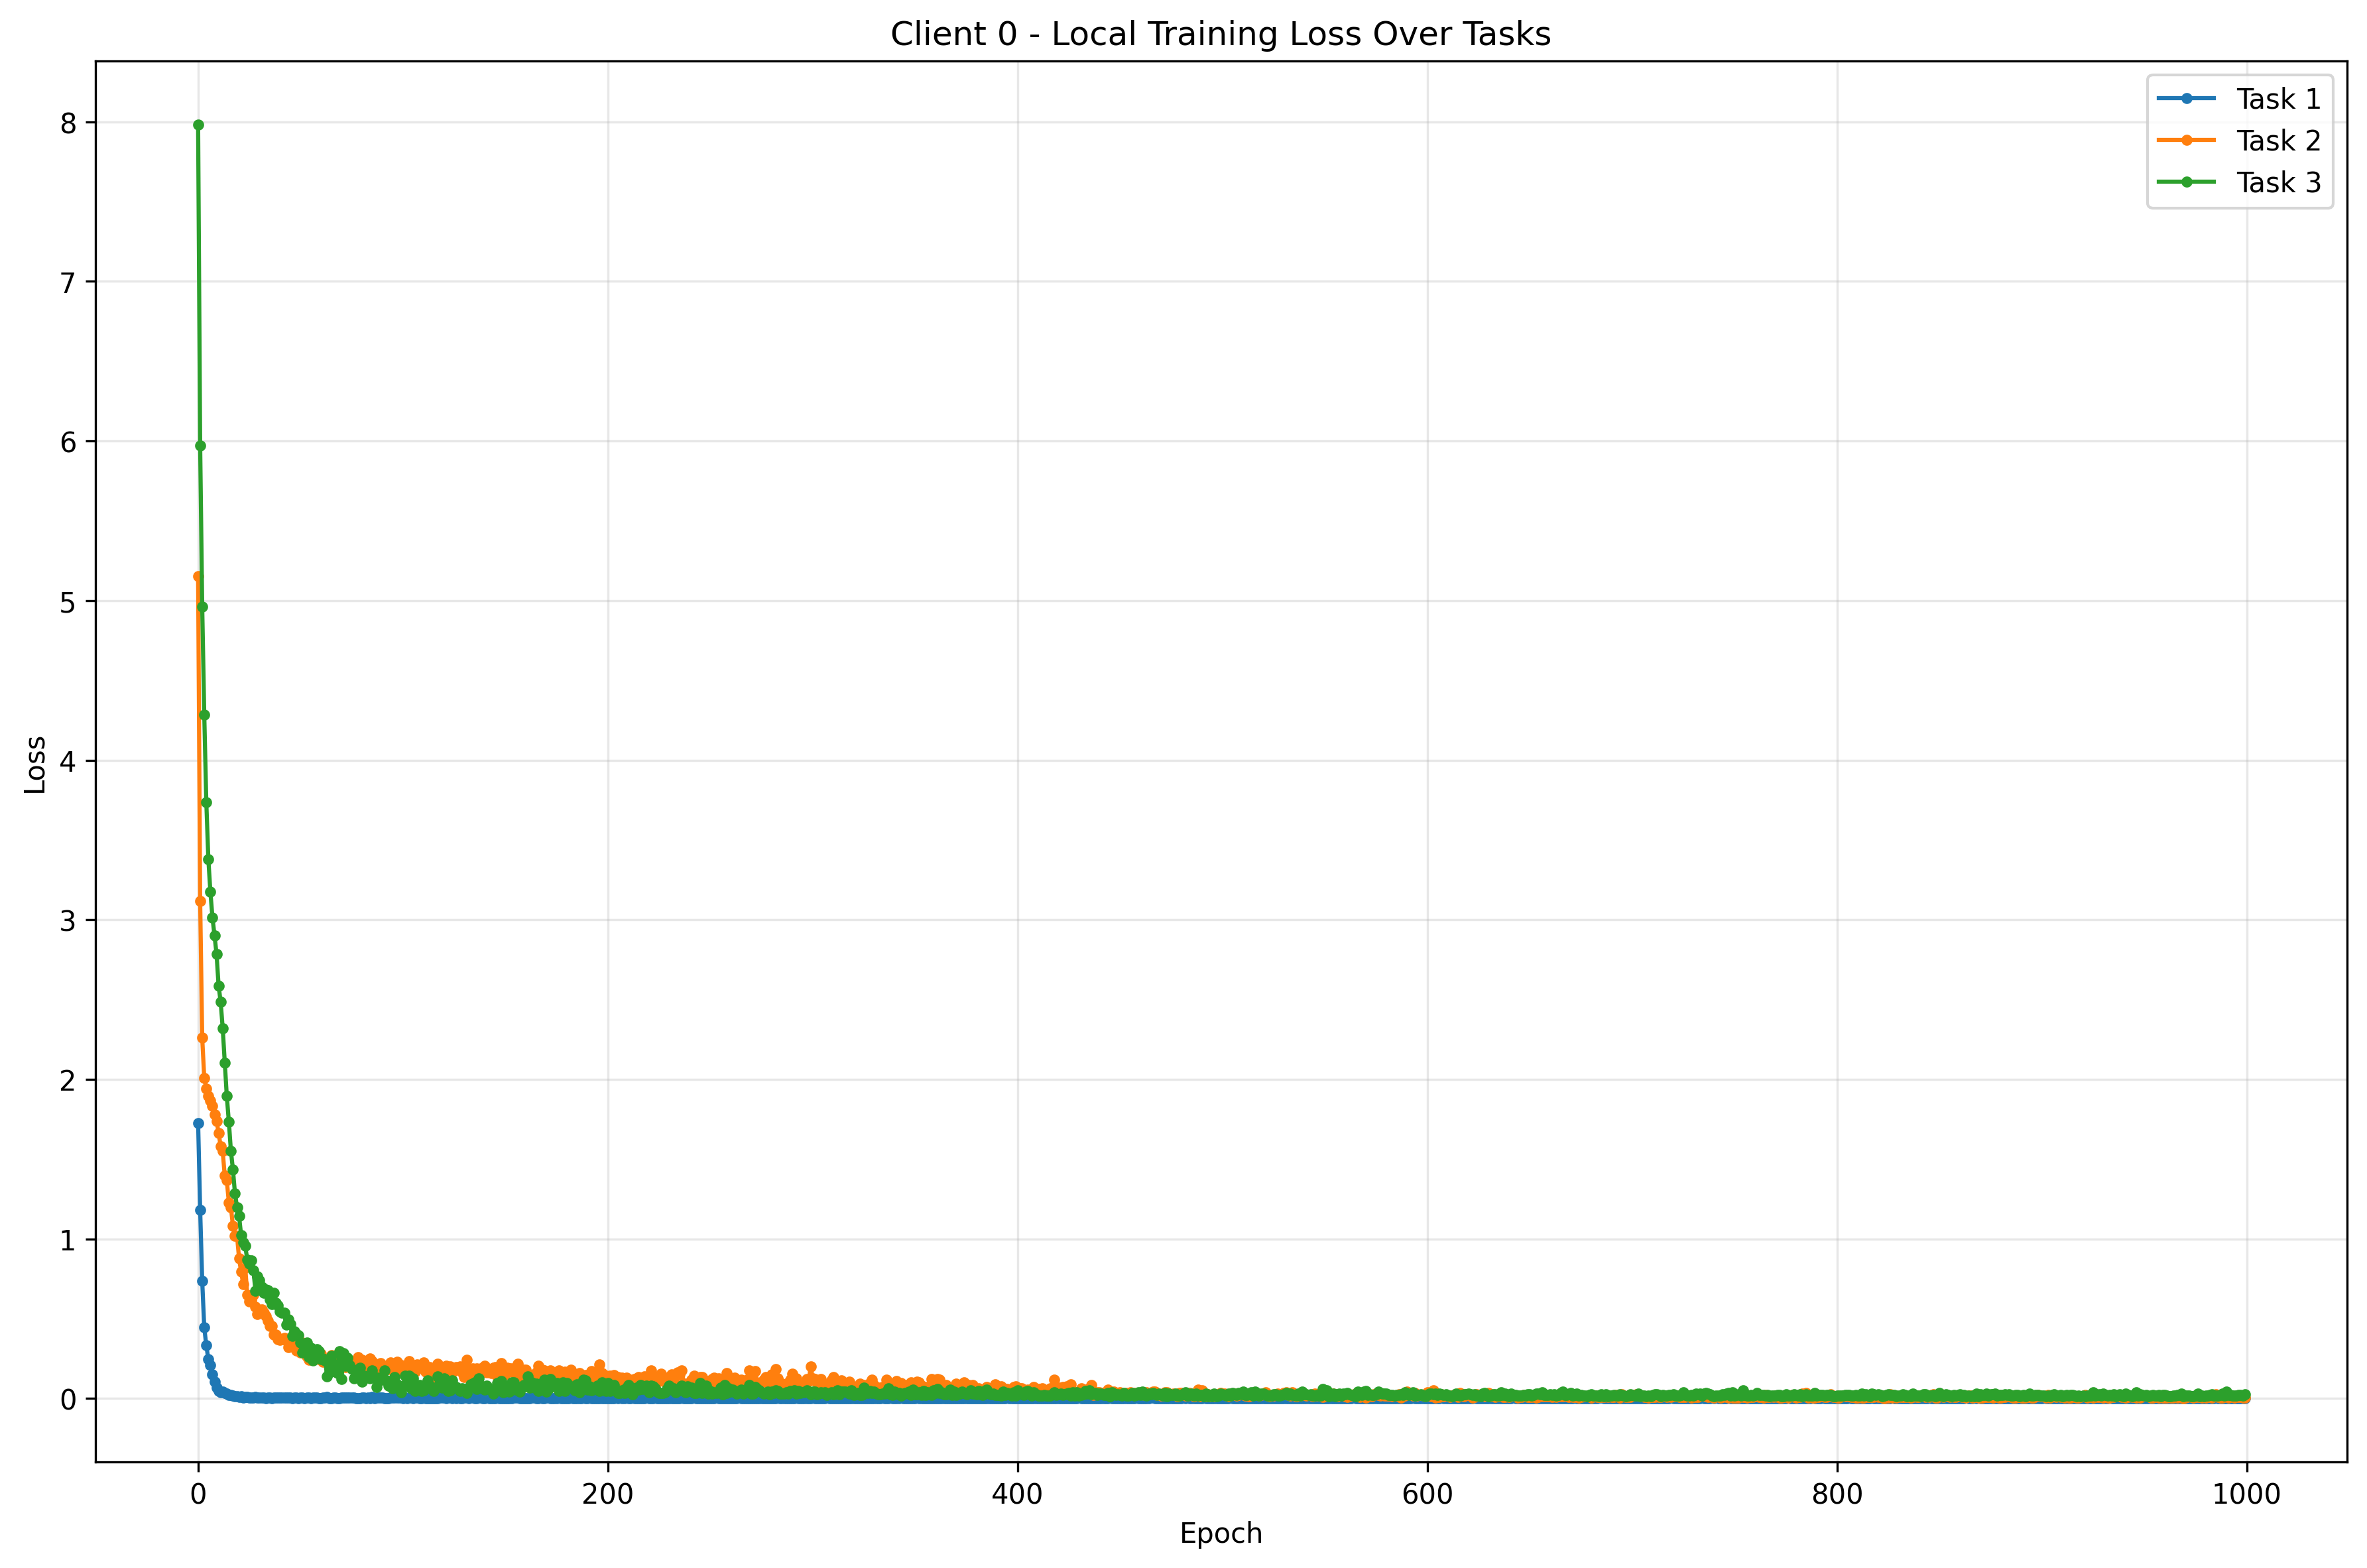 Client 0 - Local Training Loss Over Tasks
Task 1
Task 2
Task 3
8
7
6
5
4
3
2
1
0
Loss
0
200
400
600
800
1000
Epoch